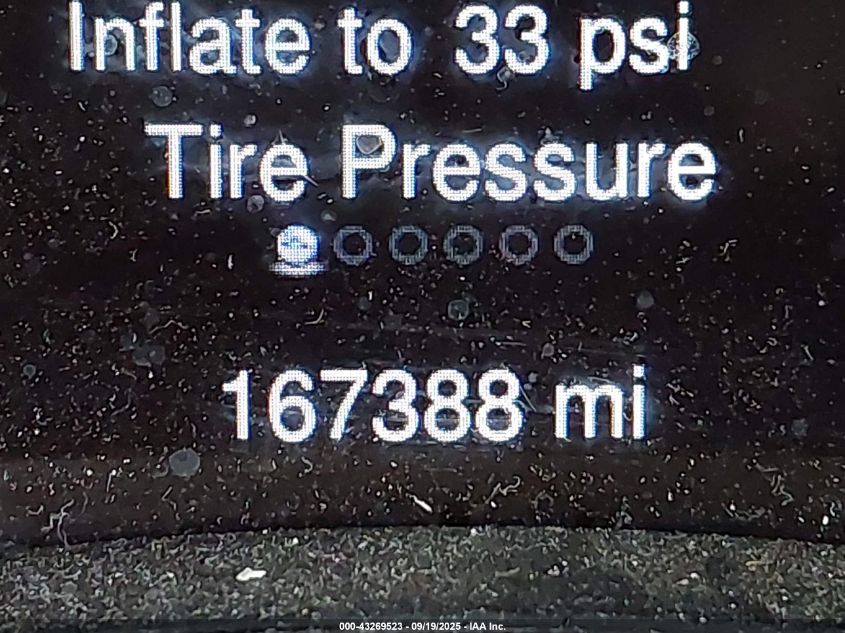 Inflate to 33 psi
Tire Pressure
167388 mi
000-43269523 - 09/19/2025 - IAA Inc.